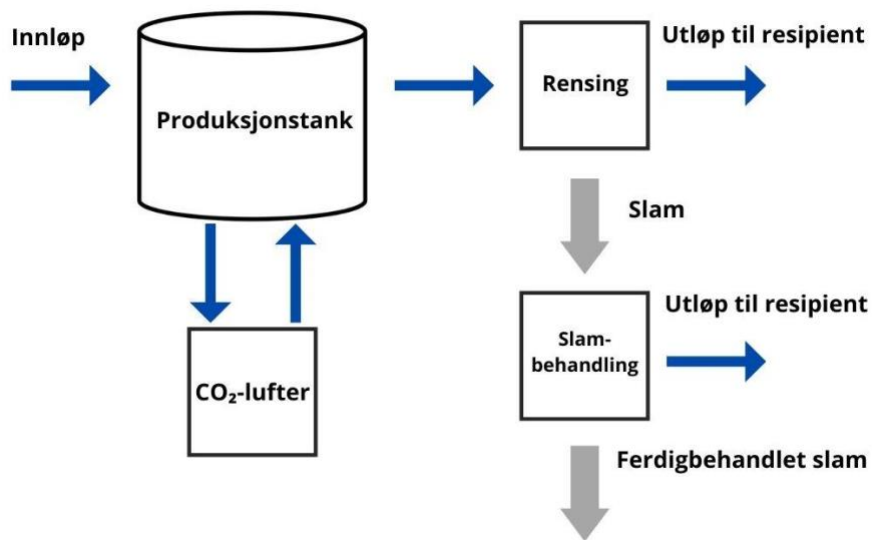 Innløp
Produksjonstank
CO₂-lufter
Rensing
Utløp til resipient
Slam
Slam-
behandling
Utløp til resipient
Ferdigbehandlet slam